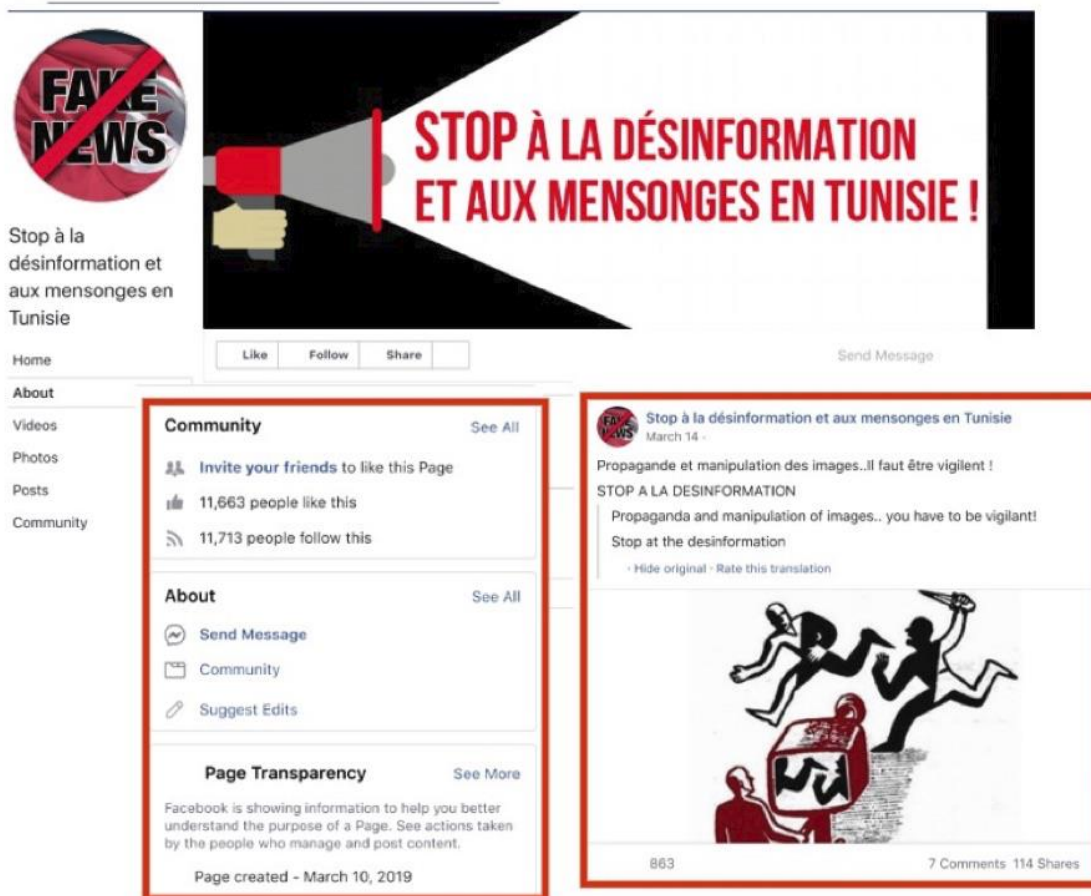 FAKE
NEWS
STOP À LA DÉSINFORMATION
ET AUX MENSONGES EN TUNISIE !
Stop à la
désinformation et
aux mensonges en
Tunisie
Home
About
Videos
Photos
Posts
Community
Like Follow Share
Send Message
Community See All
Invite your friends to like this Page
11,663 people like this
11,713 people follow this
About See All
Send Message
Community
Suggest Edits
Page Transparency See More
Facebook is showing information to help you better
understand the purpose of a Page. See actions taken
by the people who manage and post content.
Page created - March 10, 2019
FAKE
NEWS
Stop à la désinformation et aux mensonges en Tunisie
March 14 ·
Propagande et manipulation des images..Il faut être vigilent !
STOP A LA DESINFORMATION
Propaganda and manipulation of images.. you have to be vigilant!
Stop at the desinformation
· Hide original · Rate this translation
863 7 Comments 114 Shares